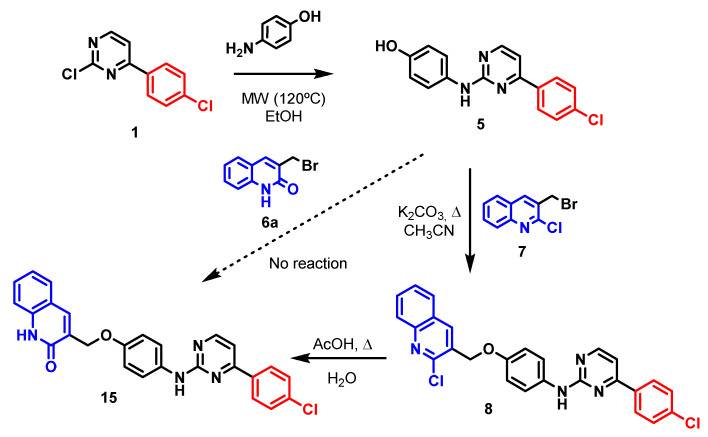 OH
H₂N
N
Cl
N
Cl
1
MW (120ºC)
EtOH
HO
N
N
H
N
Cl
5
Br
N
H
O
6a
No reaction
K₂CO₃, Δ
CH₃CN
Br
N
Cl
7
HN
O
O
N
N
H
N
Cl
15
AcOH, Δ
H₂O
N
Cl
O
N
H
N
N
Cl
8